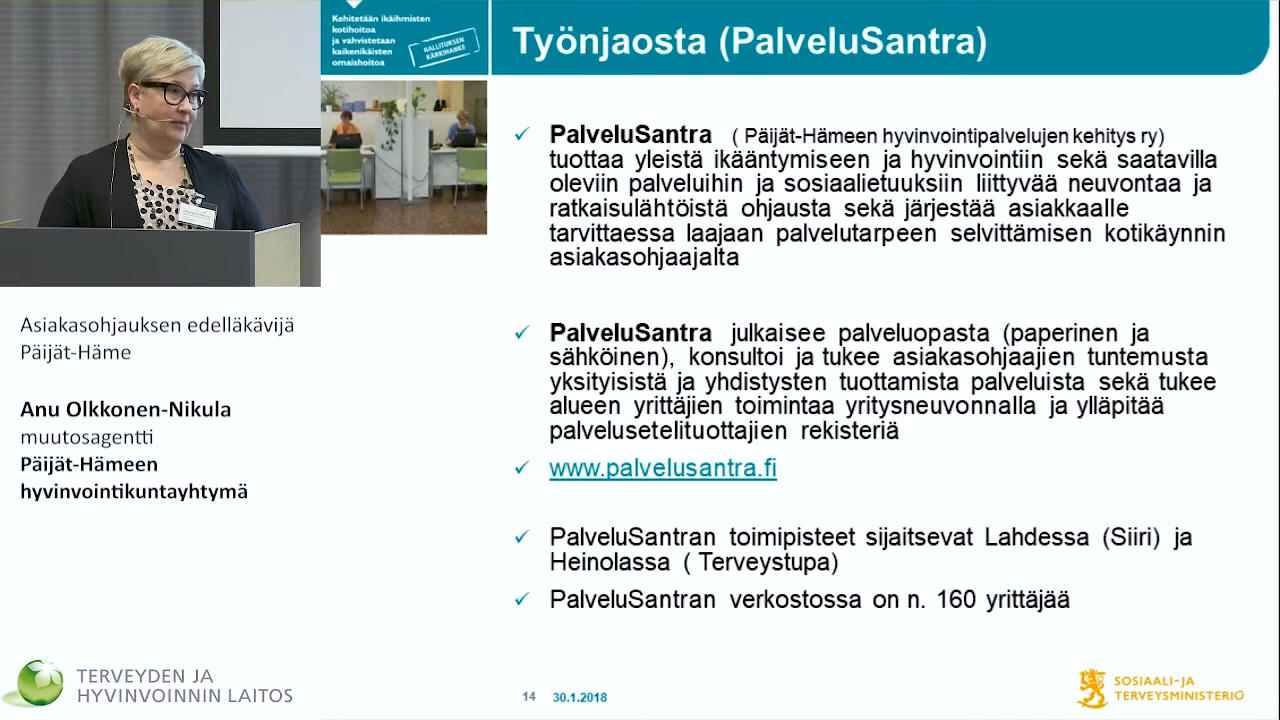 Kehitetään ikäihmisten
kotihoitoa
ja vahvistetaan
kaikenikäisten
omaishoitoa
HALLITUKSEN
KÄRKIHANKE
Työnjaosta (PalveluSantra)
PalveluSantra ( Päijät-Hämeen hyvinvointipalvelujen kehitys ry)
tuottaa yleistä ikääntymiseen ja hyvinvointiin sekä saatavilla
oleviin palveluihin ja sosiaalietuuksiin liittyvää neuvontaa ja
ratkaisulähtöistä ohjausta sekä järjestää asiakkaalle
tarvittaessa laajaan palvelutarpeen selvittämisen kotikäynnin
asiakasohjaajalta
PalveluSantra julkaisee palveluopasta (paperinen ja
sähköinen), konsultoi ja tukee asiakasohjaajien tuntemusta
yksityisistä ja yhdistysten tuottamista palveluista sekä tukee
alueen yrittäjien toimintaa yritysneuvonnalla ja ylläpitää
palvelusetelituottajien rekisteriä
www.palvelusantra.fi
PalveluSantran toimipisteet sijaitsevat Lahdessa (Siiri) ja
Heinolassa ( Terveystupa)
PalveluSantran verkostossa on n. 160 yrittäjää
Asiakasohjauksen edelläkävijä
Päijät-Häme
Anu Olkkonen-Nikula
muutosagentti
Päijät-Hämeen
hyvinvointikuntayhtymä
TERVEYDEN JA
HYVINVOINNIN LAITOS
14 30.1.2018
SOSIAALI- JA
TERVEYSMINISTERIÖ